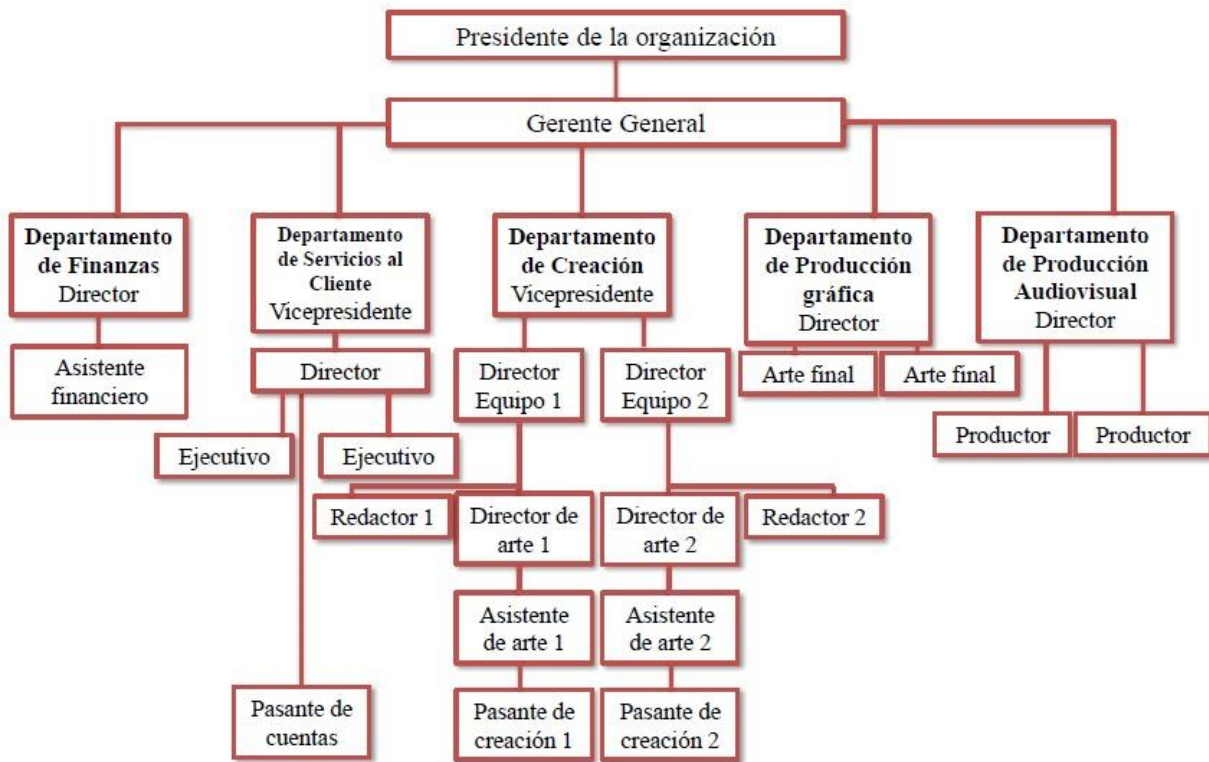 Presidente de la organización
Gerente General
Departamento
de Finanzas
Director
Departamento
de Servicios al
Cliente
Vicepresidente
Departamento
de Creación
Vicepresidente
Departamento
de Producción
gráfica
Director
Departamento
de Producción
Audiovisual
Director
Asistente
financiero
Director
Director
Equipo 1
Director
Equipo 2
Arte final
Arte final
Ejecutivo
Ejecutivo
Productor
Productor
Redactor 1
Director de
arte 1
Director de
arte 2
Redactor 2
Asistente
de arte 1
Asistente
de arte 2
Pasante de
cuentas
Pasante de
creación 1
Pasante de
creación 2